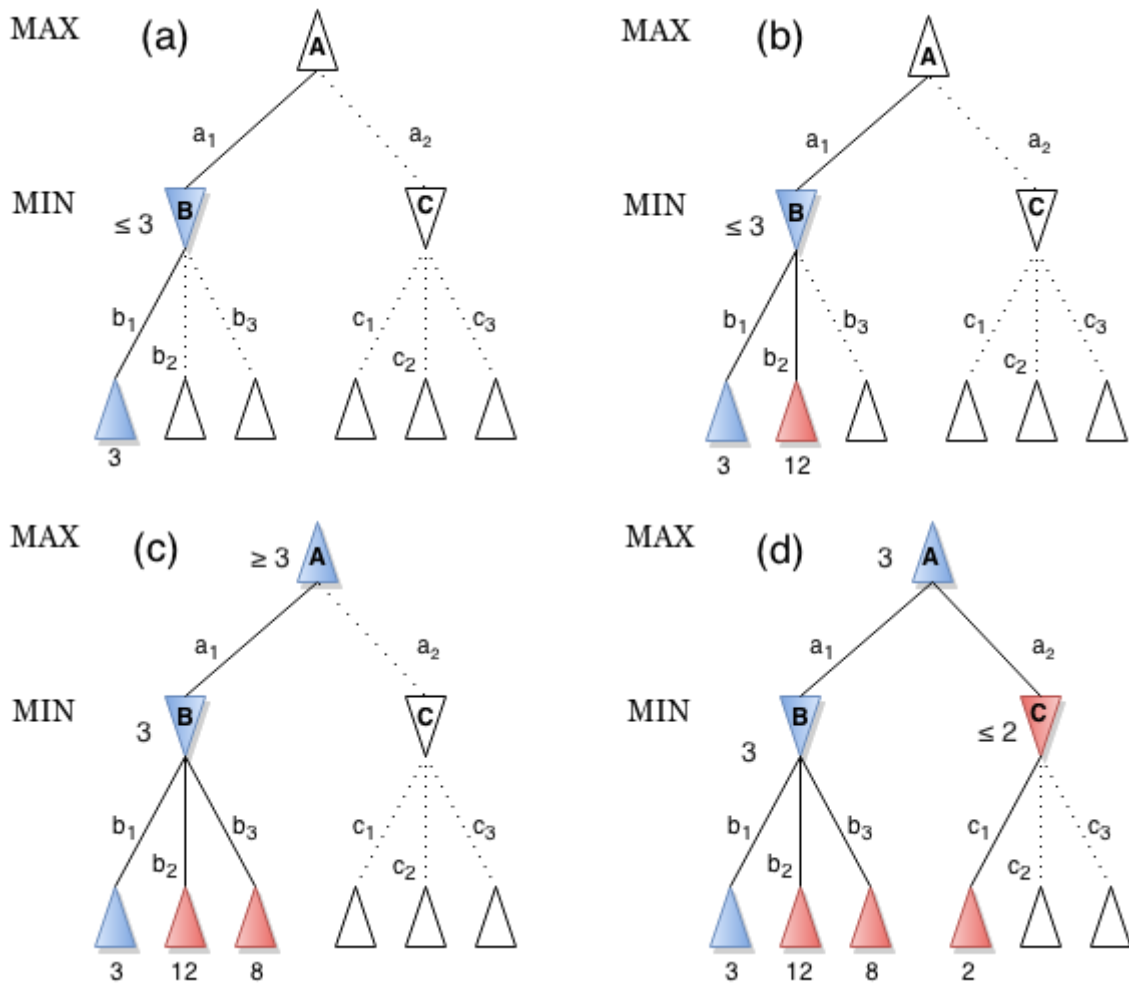 MAX (a) A
a1 a2
MIN B C
≤ 3
b1 b3 c1 c3
b2 c2
3
MAX (b) A
a1 a2
MIN B C
≤ 3
b1 b3 c1 c3
b2 c2
3 12
MAX (c) ≥ 3 A
a1 a2
MIN B C
3
b1 b3 c1 c3
b2 c2
3 12 8
MAX (d) 3 A
a1 a2
MIN B C
3 ≤ 2
b1 b3 c1 c3
b2 c2
3 12 8 2